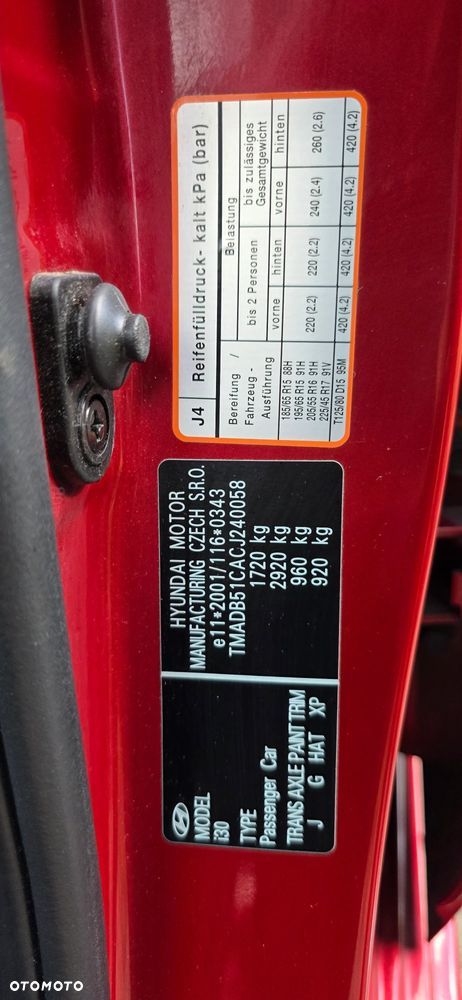 MODEL
i30
TYPE
Passenger Car
TRANS AXLE PAINT TRIM
J G HAT XP
HYUNDAI MOTOR
MANUFACTURING CZECH S.R.O.
e11*2001/116*0343
TMADB51CACJ240058
1720 kg
2920 kg
960 kg
920 kg
J4 Reifenfülldruck- kalt kPa (bar)
Bereifung / Fahrzeug - Ausführung
Belastung
bis 2 Personen
bis zulässiges Gesamtgewicht
vorne hinten vorne hinten
185/65 R15 88H
195/65 R15 91H
205/55 R16 91H
225/45 R17 91V
220 (2.2) 220 (2.2) 240 (2.4) 260 (2.6)
T125/80 D15 95M 420 (4.2) 420 (4.2) 420 (4.2) 420 (4.2)
OTOMOTO